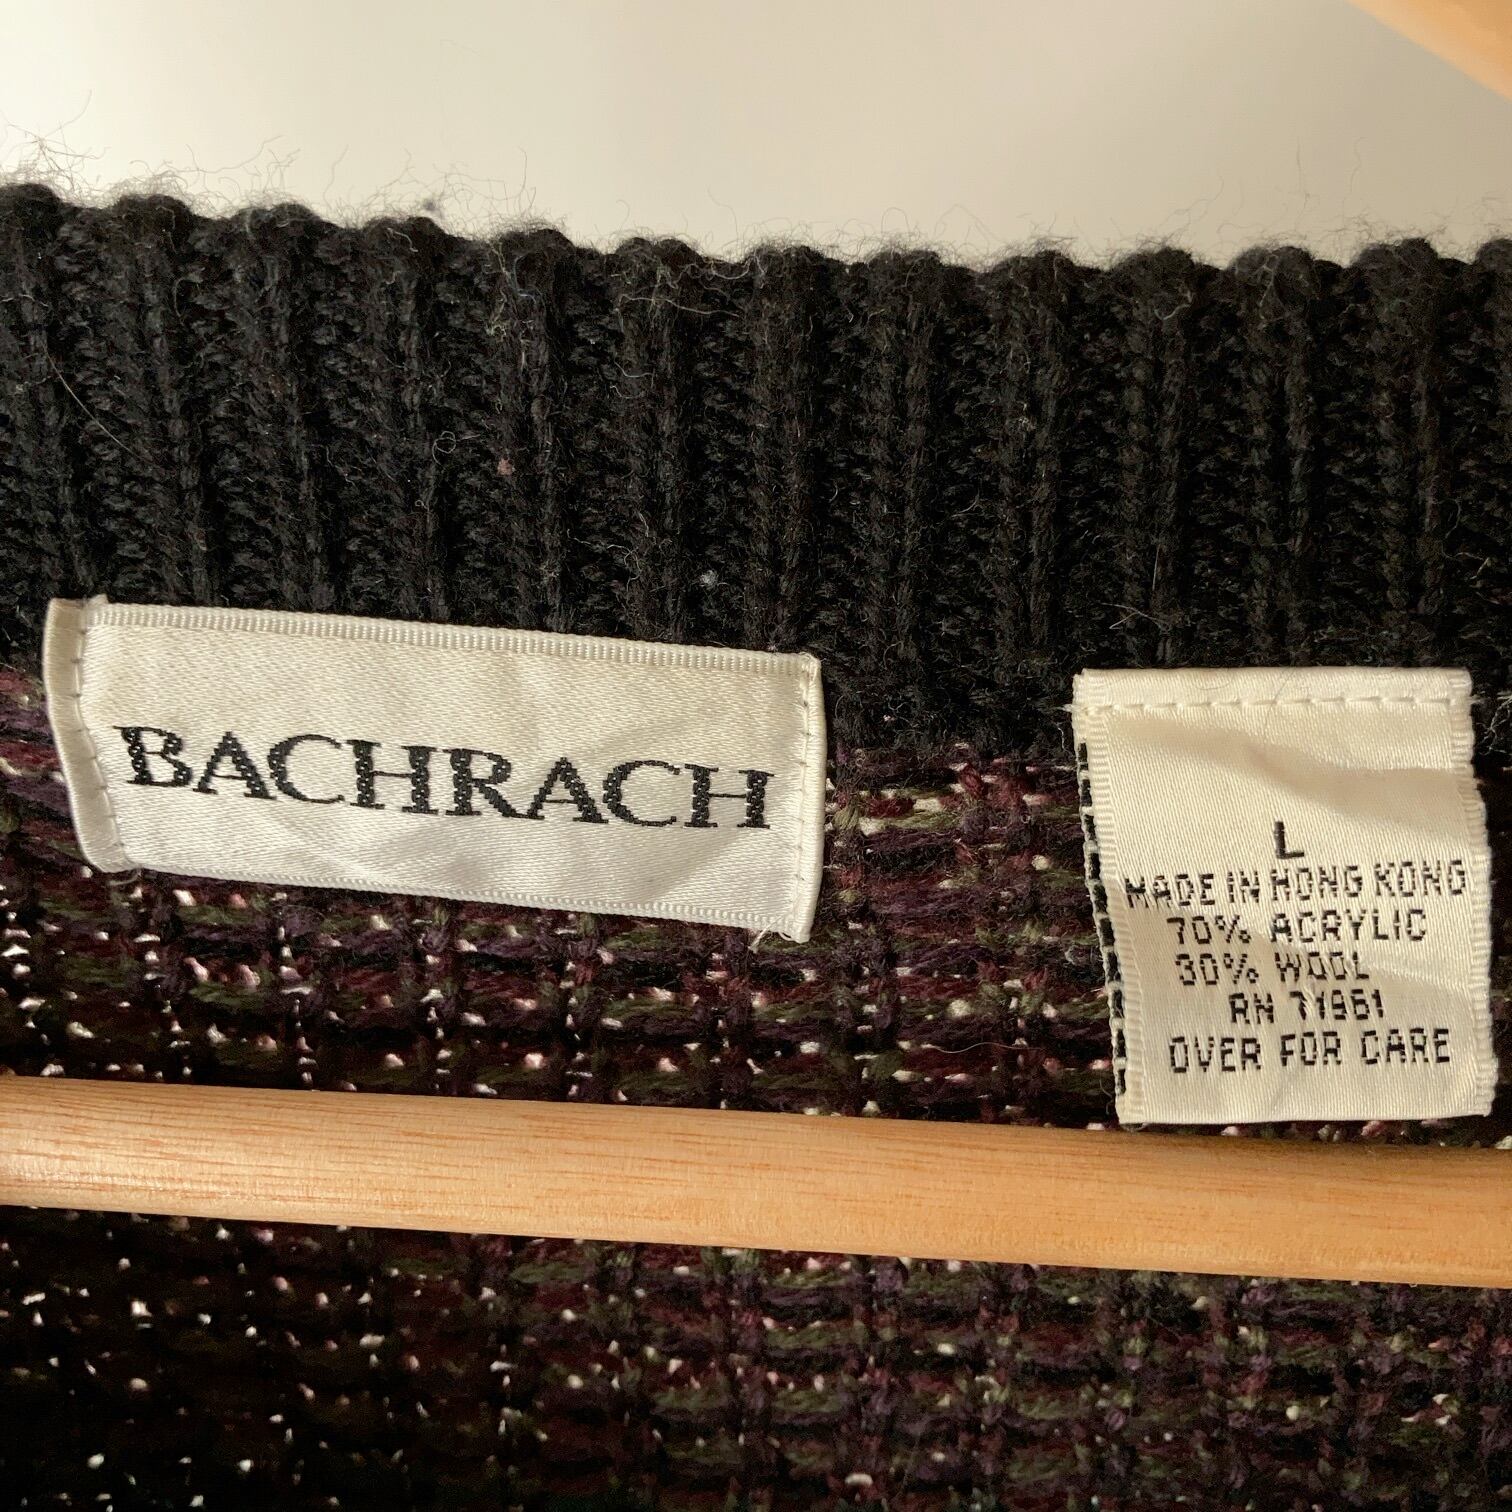 BACHRACH
L
MADE IN HONG KONG
70% ACRYLIC
30% WOOL
RN 71961
OVER FOR CARE